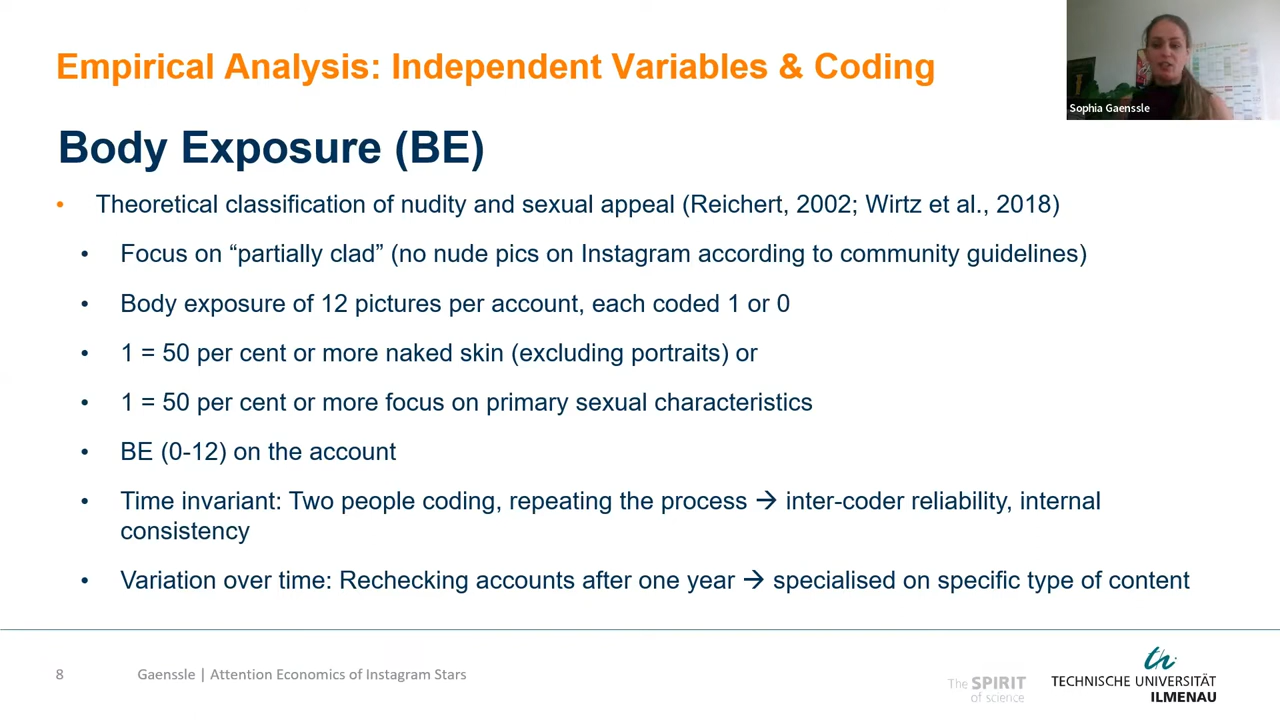 Empirical Analysis: Independent Variables & Coding
Sophia Gaenssle
Body Exposure (BE)
• Theoretical classification of nudity and sexual appeal (Reichert, 2002; Wirtz et al., 2018)
• Focus on “partially clad” (no nude pics on Instagram according to community guidelines)
• Body exposure of 12 pictures per account, each coded 1 or 0
• 1 = 50 per cent or more naked skin (excluding portraits) or
• 1 = 50 per cent or more focus on primary sexual characteristics
• BE (0-12) on the account
• Time invariant: Two people coding, repeating the process → inter-coder reliability, internal
consistency
• Variation over time: Rechecking accounts after one year → specialised on specific type of content
8 Gaenssle | Attention Economics of Instagram Stars
The SPIRIT
of science
th
TECHNISCHE UNIVERSITÄT
ILMENAU